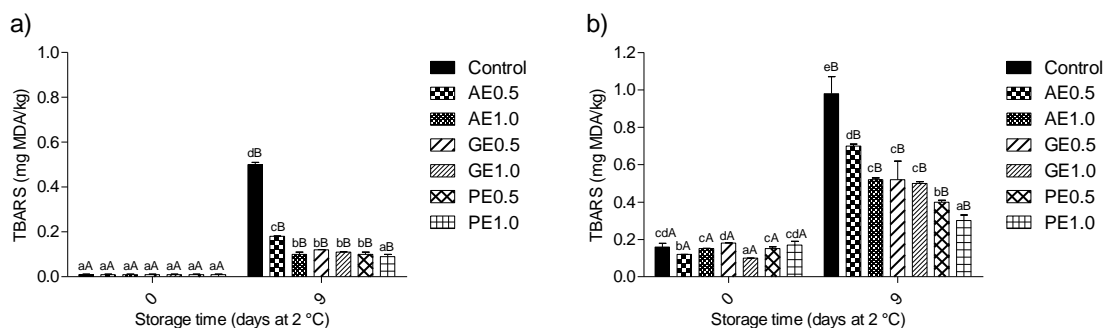 a)
TBARS (mg MDA/kg)
1.0
0.8
0.6
0.4
0.2
0.0
aA aA aA aA aA aA aA
dB cB bB bB bB bB aB
0 9
Storage time (days at 2 °C)
Control
AE0.5
AE1.0
GE0.5
GE1.0
PE0.5
PE1.0
b)
TBARS (mg MDA/kg)
1.2
1.0
0.8
0.6
0.4
0.2
0.0
cdA bA cA dA aA cA cdA
eB dB cB cB cB bB aB
0 9
Storage time (days at 2 °C)
Control
AE0.5
AE1.0
GE0.5
GE1.0
PE0.5
PE1.0